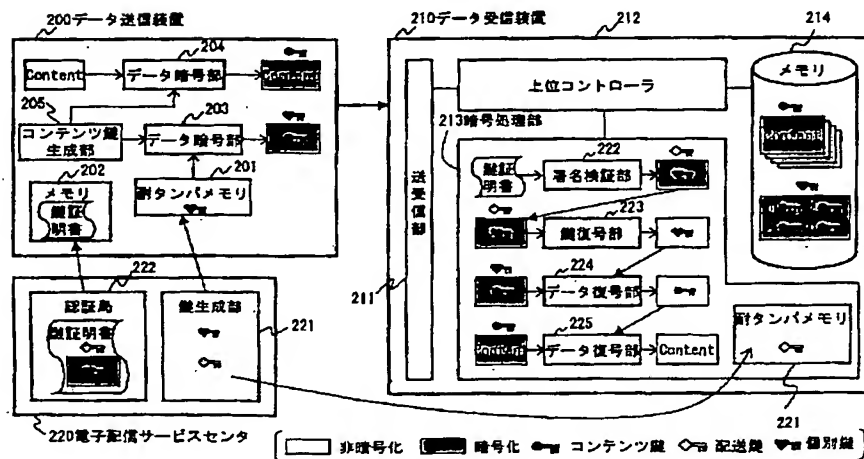 200データ送信装置
204
Content
データ暗号部
Content
205
203
コンテンツ鍵
生成部
データ暗号部
202
201
メモリ
鍵証
明書
耐タンパメモリ
222
認証局
鍵証明書
鍵生成部
221
220電子配信サービスセンタ
210データ受信装置
212
214
上位コントローラ
メモリ
Content
送受信部
211
213暗号処理部
222
鍵証
明書
署名検証部
223
鍵復号部
224
データ復号部
225
Content
データ復号部
Content
耐タンパメモリ
221
非暗号化
暗号化
コンテンツ鍵
配送鍵
個別鍵